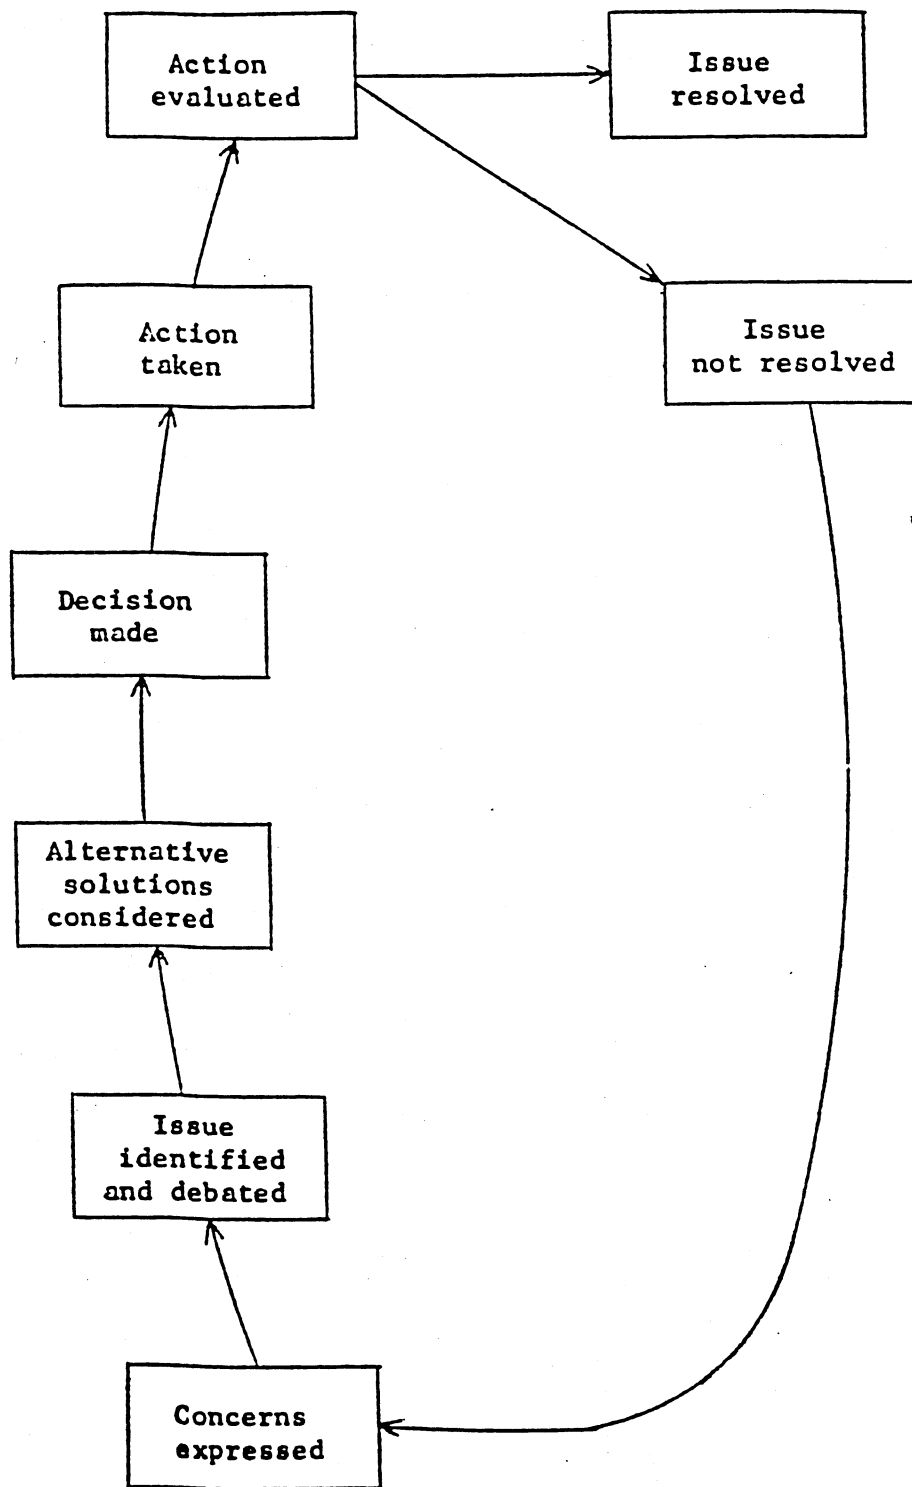 Action
evaluated
Issue
resolved
Action
taken
Issue
not resolved
Decision
made
Alternative
solutions
considered
Issue
identified
and debated
Concerns
expressed